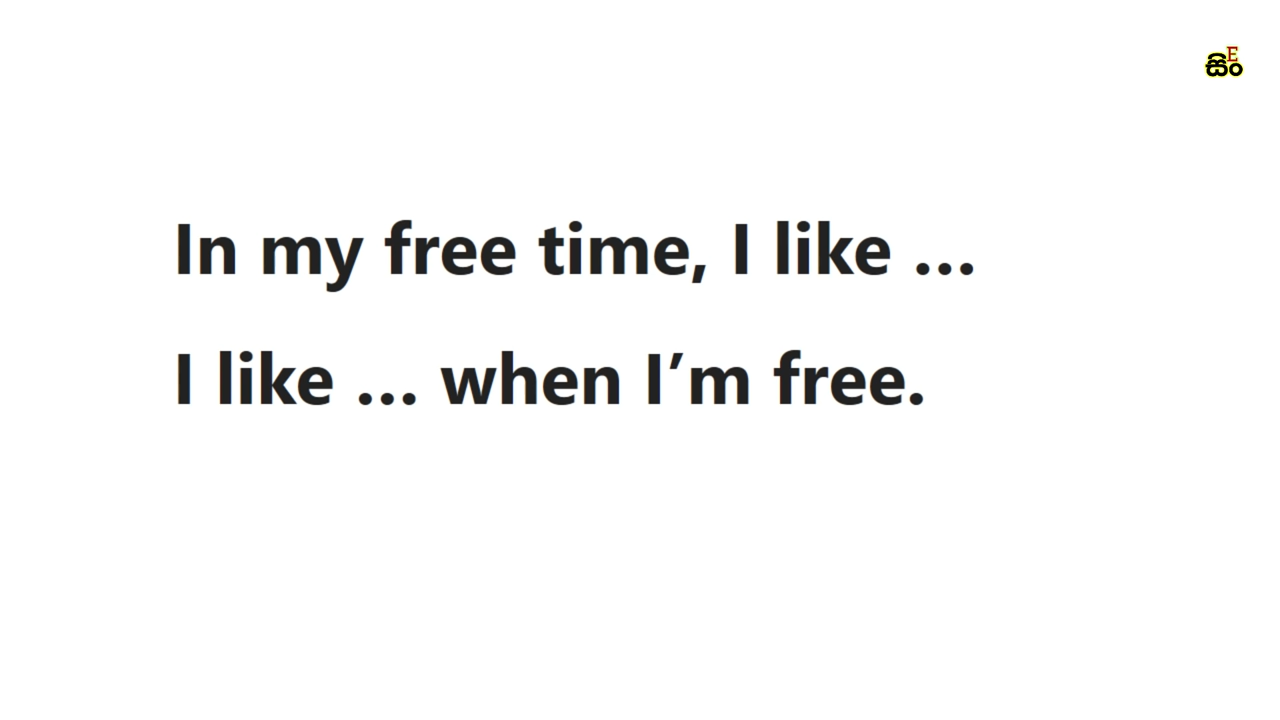 සිං
E
In my free time, I like …
I like … when I’m free.